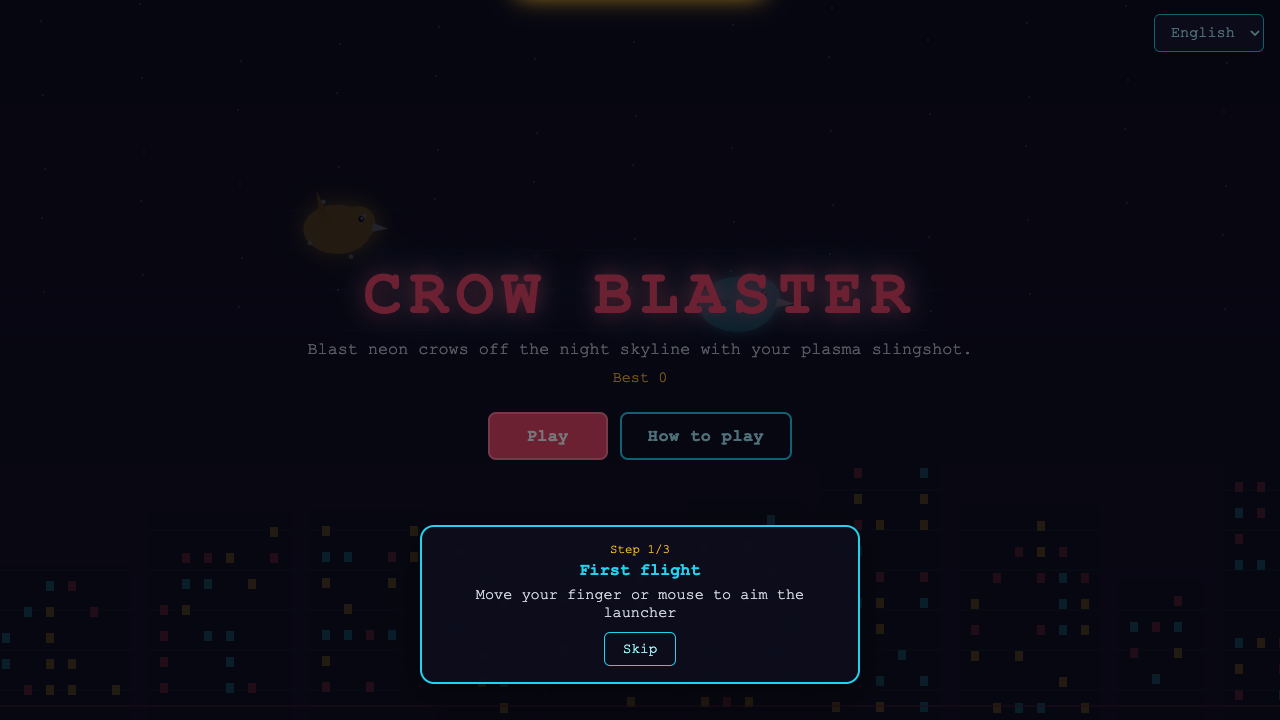 English
CROW BLASTER
Blast neon crows off the night skyline with your plasma slingshot.
Best 0
Play
How to play
Step 1/3
First flight
Move your finger or mouse to aim the
launcher
Skip